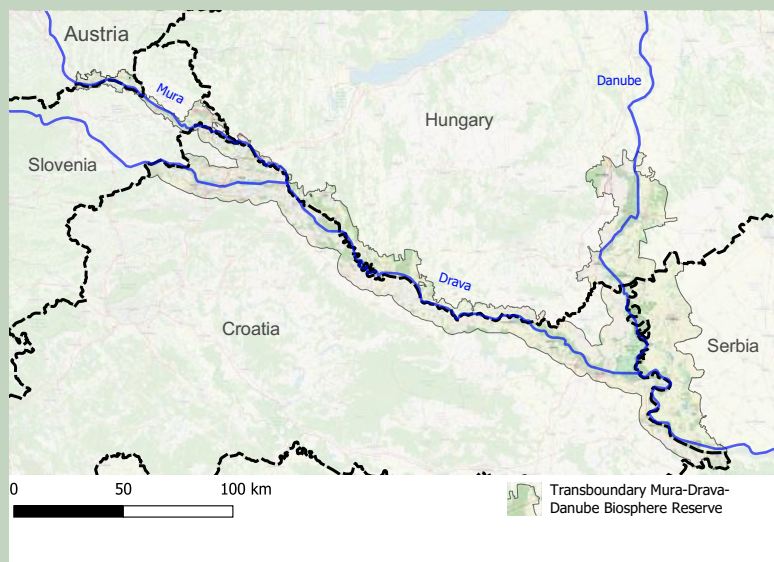 Austria
Mura
Danube
Hungary
Slovenia
Drava
Croatia
Serbia
0 50 100 km
Transboundary Mura-Drava-
Danube Biosphere Reserve